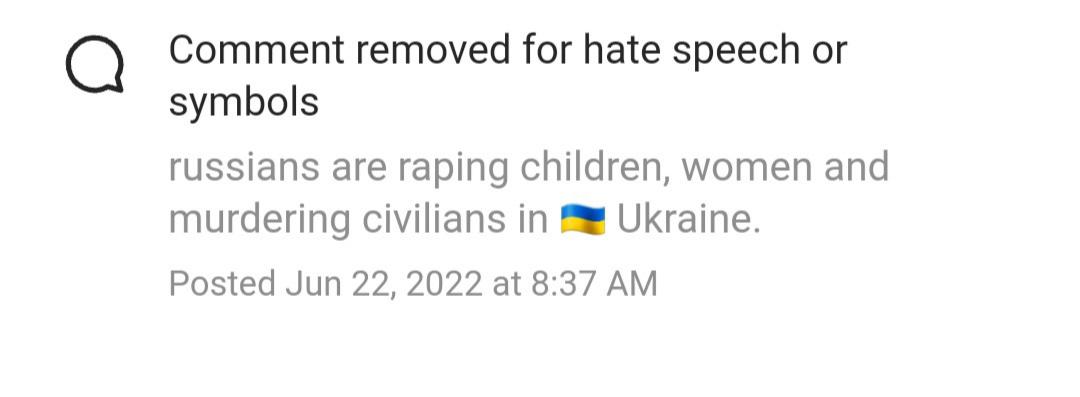 Comment removed for hate speech or
symbols
russians are raping children, women and
murdering civilians in 🇺🇦 Ukraine.
Posted Jun 22, 2022 at 8:37 AM